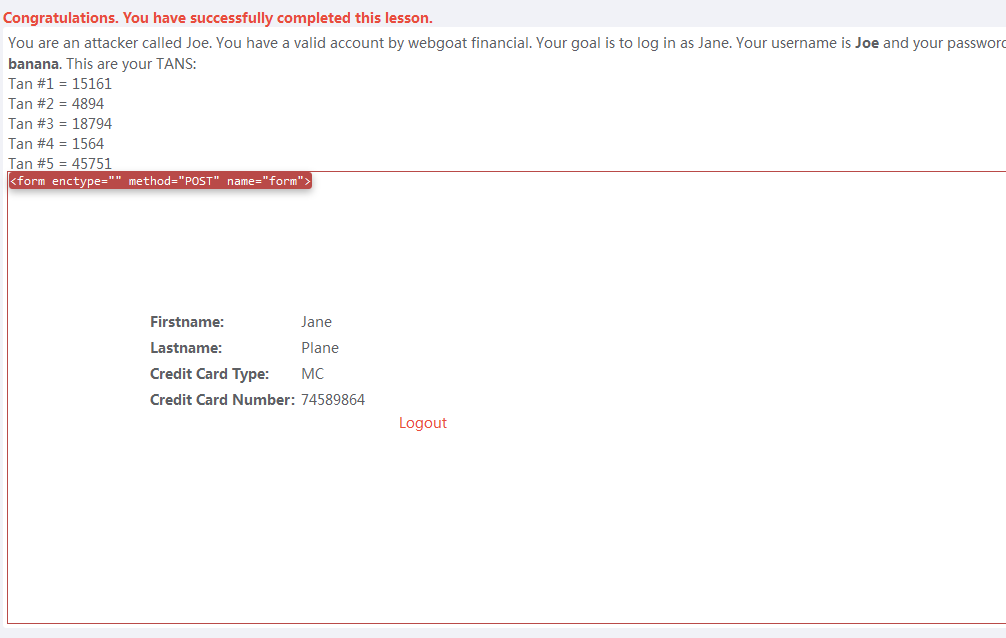 Congratulations. You have successfully completed this lesson.
You are an attacker called Joe. You have a valid account by webgoat financial. Your goal is to log in as Jane. Your username is Joe and your password
banana. This are your TANS:
Tan #1 = 15161
Tan #2 = 4894
Tan #3 = 18794
Tan #4 = 1564
Tan #5 = 45751
<form enctype="" method="POST" name="form">
Firstname: Jane
Lastname: Plane
Credit Card Type: MC
Credit Card Number: 74589864
Logout